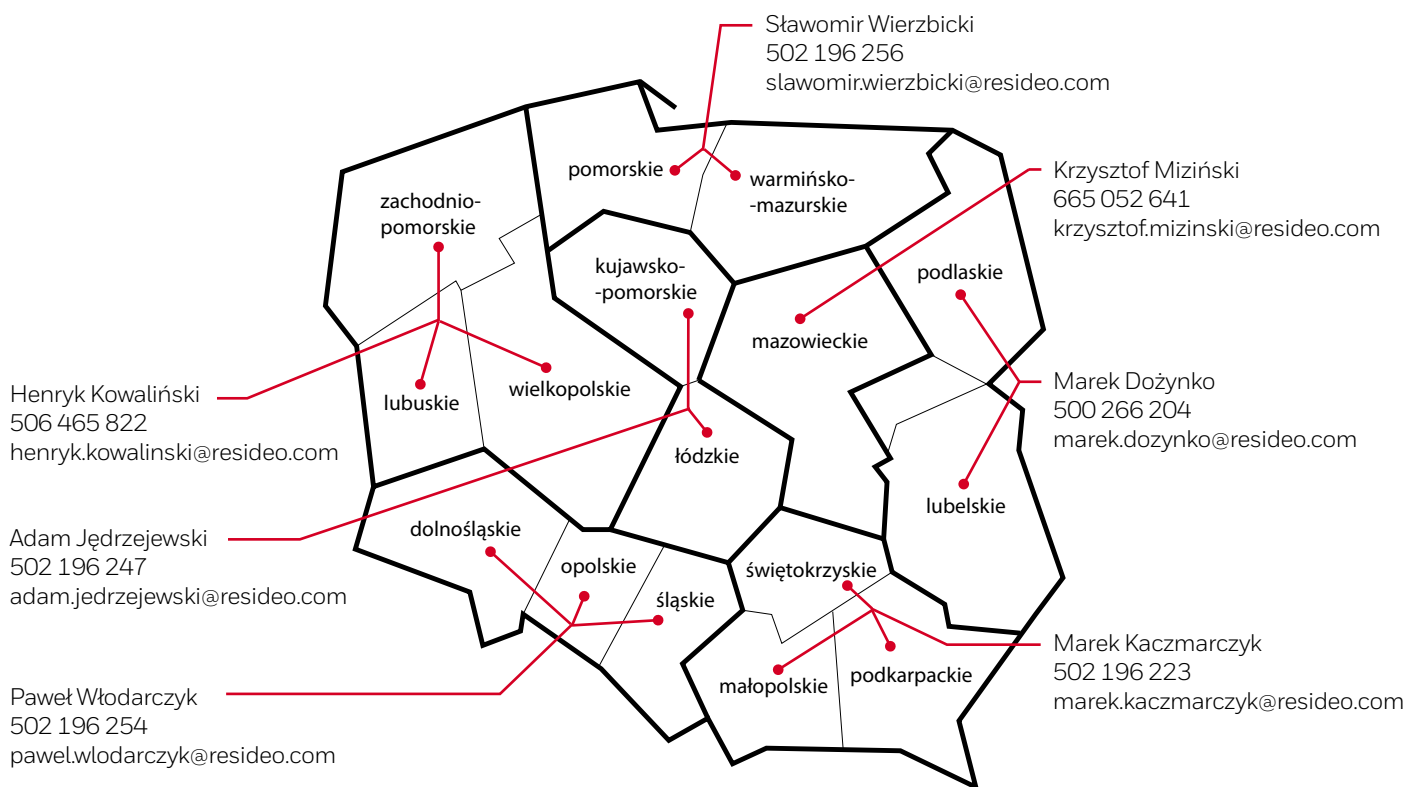 Sławomir Wierzbicki
502 196 256
slawomir.wierzbicki@resideo.com
pomorskie
warmińsko-
-mazurskie
Krzysztof Miziński
665 052 641
krzysztof.mizinski@resideo.com
zachodnio-
pomorskie
kujawsko-
-pomorskie
podlaskie
mazowieckie
Henryk Kowaliński
506 465 822
henryk.kowalinski@resideo.com
lubuskie
wielkopolskie
Marek Dożynko
500 266 204
marek.dozynko@resideo.com
łódzkie
lubelskie
Adam Jędrzejewski
502 196 247
adam.jedrzejewski@resideo.com
dolnośląskie
opolskie
śląskie
świętokrzyskie
małopolskie
podkarpackie
Marek Kaczmarczyk
502 196 223
marek.kaczmarczyk@resideo.com
Paweł Włodarczyk
502 196 254
pawel.wlodarczyk@resideo.com